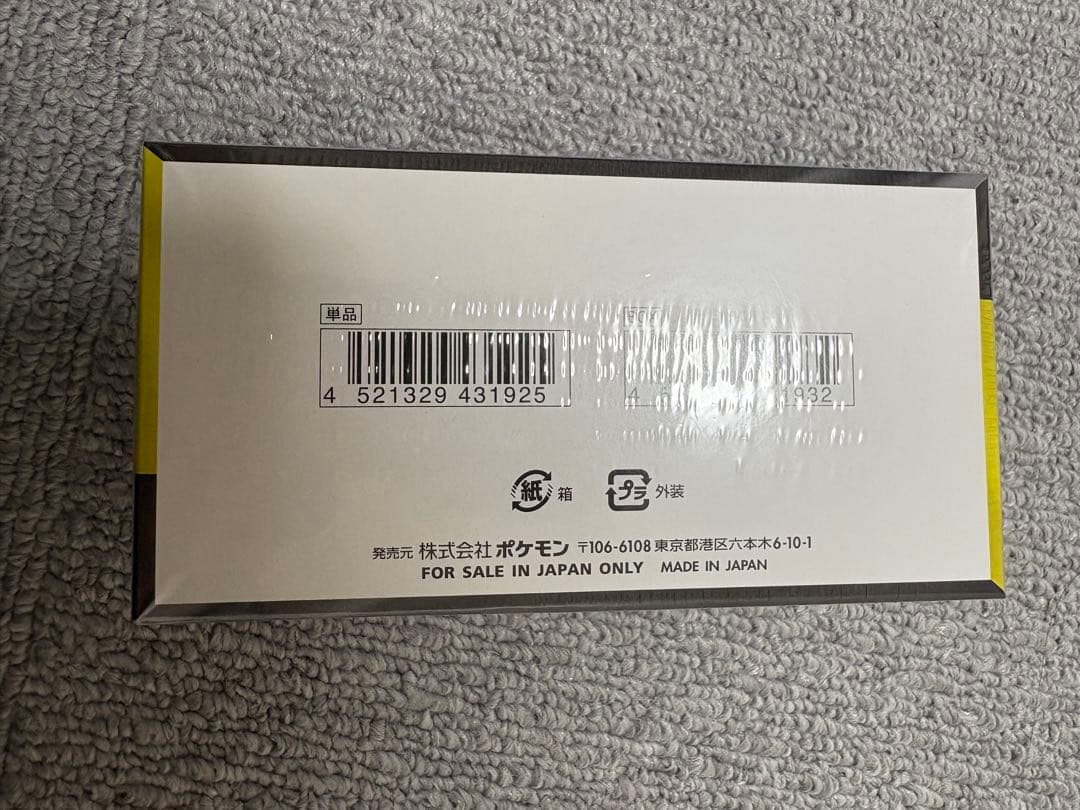 単品
4 521329 431925
4 1932
紙 箱
プラ 外装
発売元 株式会社 ポケモン 〒106-6108 東京都港区六本木6-10-1
FOR SALE IN JAPAN ONLY MADE IN JAPAN